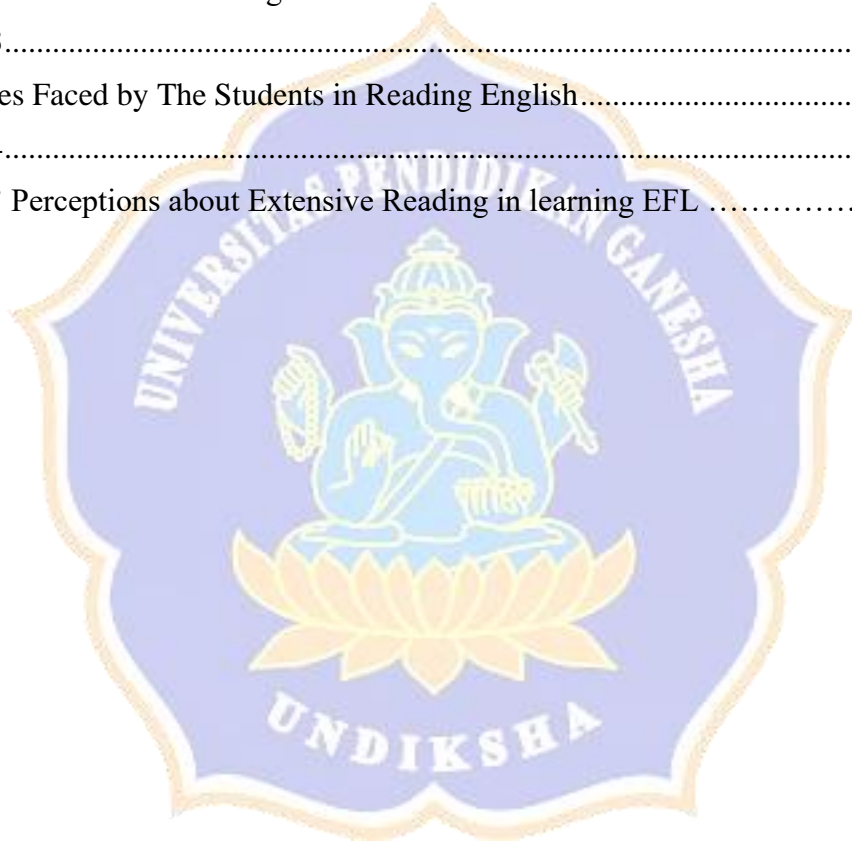 ..........................................................................................................
es Faced by The Students in Reading English..................................
..........................................................................................................
Perceptions about Extensive Reading in learning EFL ……………
UNIVERSITAS PENDIDIKAN GANESHA
UNDIKSHA